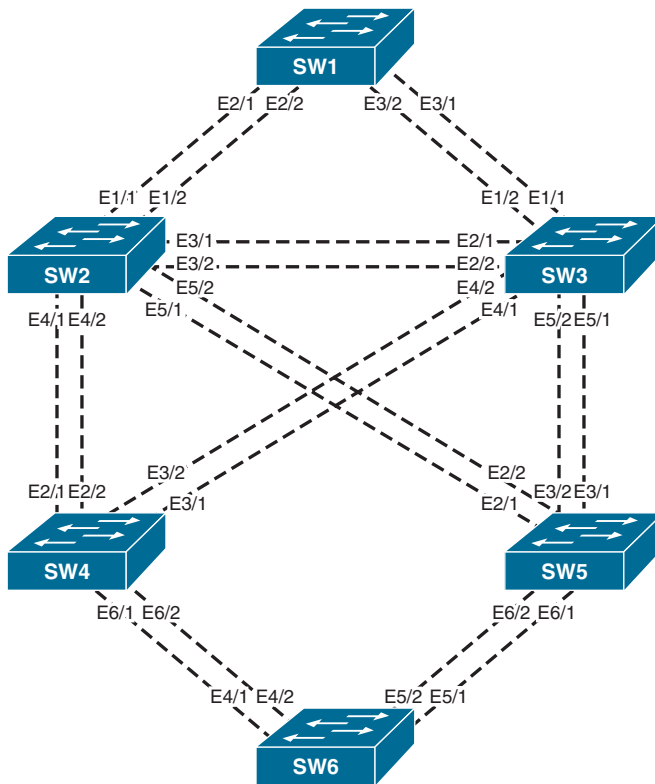 SW1
E2/1 E2/2 E3/2 E3/1
E1/1 E1/2 E1/2 E1/1
SW2
E3/1 E2/1
E3/2 E2/2
SW3
E5/2 E4/2
E5/1 E4/1
E4/1 E4/2 E5/2 E5/1
E3/2 E2/2
E2/1 E2/2 E3/2 E3/1
E3/1 E2/1
SW4 SW5
E6/1 E6/2 E6/2 E6/1
E4/1 E4/2 E5/2 E5/1
SW6